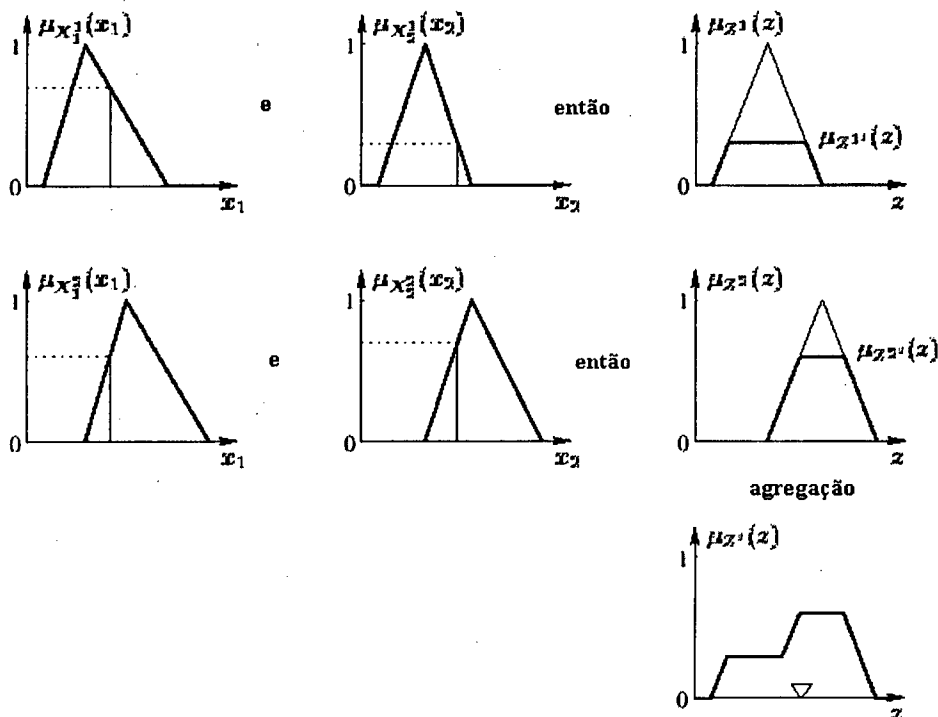 μX₁¹(x₁) μX₂¹(x₂) μZ¹(z)
1 1 1
e então μZ¹'(z)
0 0 0
x₁ x₂ z
μX₁²(x₁) μX₂²(x₂) μZ²(z)
1 1 1
e então μZ²'(z)
0 0 0
x₁ x₂ z
agregação
μZ'(z)
1
0
z